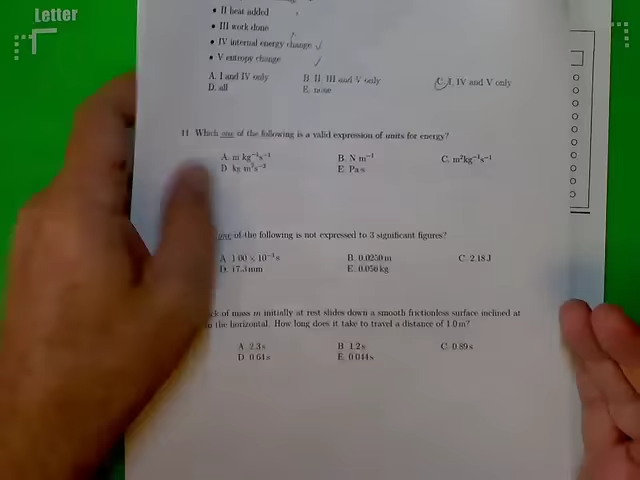 Letter
• II heat added
• III work done
• IV internal energy change ✓
• V entropy change ✓
A. I and IV only B. II, III and V only C. I, IV and V only
D. all E. none
11. Which one of the following is a valid expression of units for energy?
A. m kg⁻¹s⁻¹ B. N m⁻¹ C. m²kg⁻¹s⁻¹
D. kg m²s⁻² E. Pa s
one of the following is not expressed to 3 significant figures?
A. 1.00 × 10⁻³ s B. 0.0250 m C. 2.18 J
D. 17.3 mm E. 0.056 kg
ck of mass m initially at rest slides down a smooth frictionless surface inclined at
to the horizontal. How long does it take to travel a distance of 1.0 m?
A. 2.3 s B. 1.2 s C. 0.89 s
D. 0.64 s E. 0.044 s